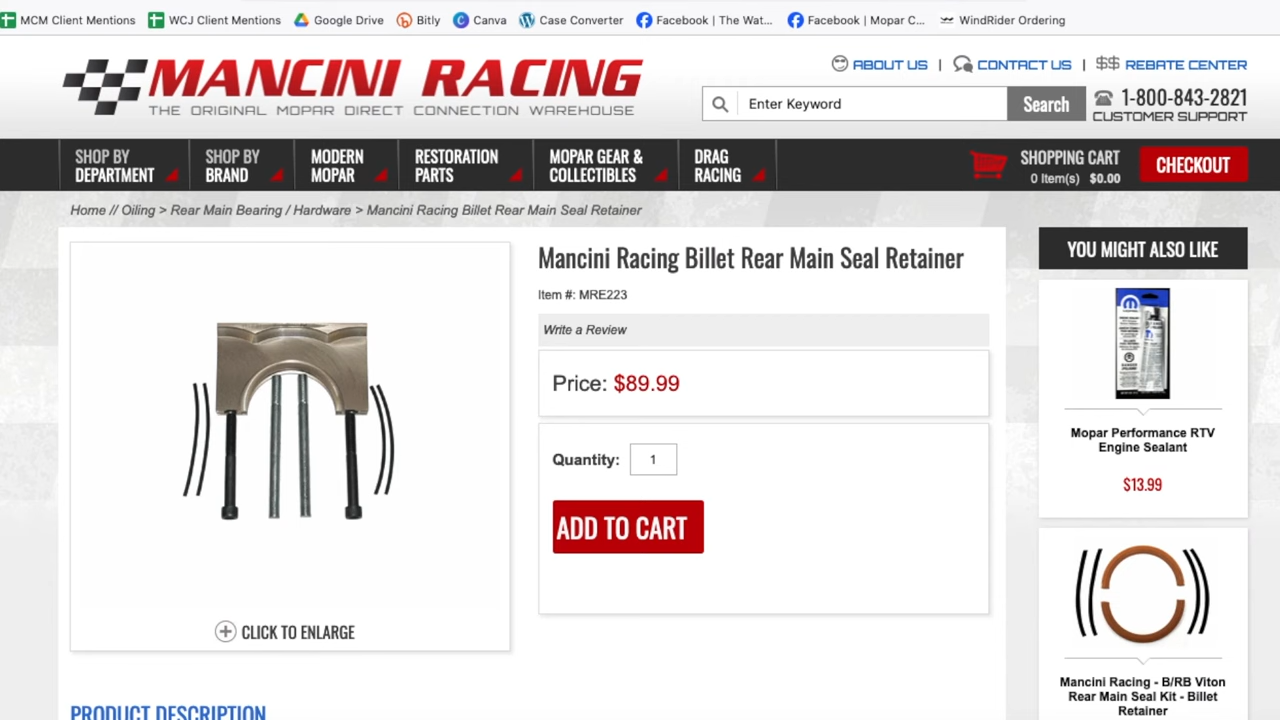 MCM Client Mentions
WCJ Client Mentions
Google Drive
Bitly
Canva
Case Converter
Facebook | The Wat...
Facebook | Mopar C...
WindRider Ordering
MANCINI RACING
THE ORIGINAL MOPAR DIRECT CONNECTION WAREHOUSE
ABOUT US | CONTACT US | $$ REBATE CENTER
Enter Keyword
Search
1-800-843-2821
CUSTOMER SUPPORT
SHOP BY
DEPARTMENT
SHOP BY
BRAND
MODERN
MOPAR
RESTORATION
PARTS
MOPAR GEAR &
COLLECTIBLES
DRAG
RACING
SHOPPING CART
0 Item(s) $0.00
CHECKOUT
Home // Oiling > Rear Main Bearing / Hardware > Mancini Racing Billet Rear Main Seal Retainer
CLICK TO ENLARGE
Mancini Racing Billet Rear Main Seal Retainer
Item #: MRE223
Write a Review
Price: $89.99
Quantity: 1
ADD TO CART
YOU MIGHT ALSO LIKE
Mopar Performance RTV
Engine Sealant
$13.99
Mancini Racing - B/RB Viton
Rear Main Seal Kit - Billet
Retainer
PRODUCT DESCRIPTION